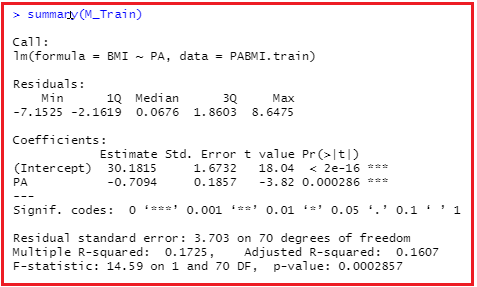 > summary(M_Train)
Call:
lm(formula = BMI ~ PA, data = PABMI.train)
Residuals:
Min 1Q Median 3Q Max
-7.1525 -2.1619 0.0676 1.8603 8.6475
Coefficients:
Estimate Std. Error t value Pr(>|t|)
(Intercept) 30.1815 1.6732 18.04 < 2e-16 ***
PA -0.7094 0.1857 -3.82 0.000286 ***
---
Signif. codes: 0 ‘***’ 0.001 ‘**’ 0.01 ‘*’ 0.05 ‘.’ 0.1 ‘ ’ 1
Residual standard error: 3.703 on 70 degrees of freedom
Multiple R-squared: 0.1725, Adjusted R-squared: 0.1607
F-statistic: 14.59 on 1 and 70 DF, p-value: 0.0002857